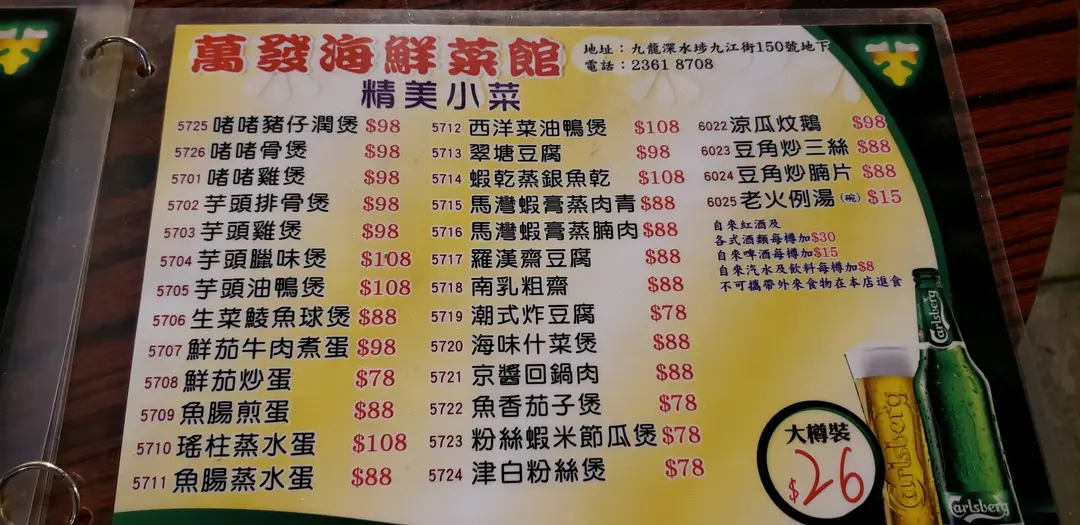 萬發海鮮菜館
地址：九龍深水埗九江街150號地下
電話：2361 8708
精美小菜
5725 啫啫豬仔潤煲 $98
5726 啫啫骨煲 $98
5701 啫啫雞煲 $98
5702 芋頭排骨煲 $98
5703 芋頭雞煲 $98
5704 芋頭臘味煲 $108
5705 芋頭油鴨煲 $108
5706 生菜鯪魚球煲 $88
5707 鮮茄牛肉煮蛋 $98
5708 鮮茄炒蛋 $78
5709 魚腸煎蛋 $88
5710 瑤柱蒸水蛋 $108
5711 魚腸蒸水蛋 $88
5712 西洋菜油鴨煲 $108
5713 翠塘豆腐 $98
5714 蝦乾蒸銀魚乾 $108
5715 馬灣蝦膏蒸肉青 $88
5716 馬灣蝦膏蒸腩肉 $88
5717 羅漢齋豆腐 $88
5718 南乳粗齋 $88
5719 潮式炸豆腐 $78
5720 海味什菜煲 $88
5721 京醬回鍋肉 $88
5722 魚香茄子煲 $78
5723 粉絲蝦米節瓜煲 $78
5724 津白粉絲煲 $78
6022 涼瓜炆鵝 $98
6023 豆角炒三絲 $88
6024 豆角炒腩片 $88
6025 老火例湯(碗) $15
自來紅酒及
各式酒類每樽加$30
自來啤酒每樽加$15
自來汽水及飲料每樽加$8
不可攜帶外來食物在本店進食
大樽裝
$26
Carlsberg
Carlsberg
Carlsberg